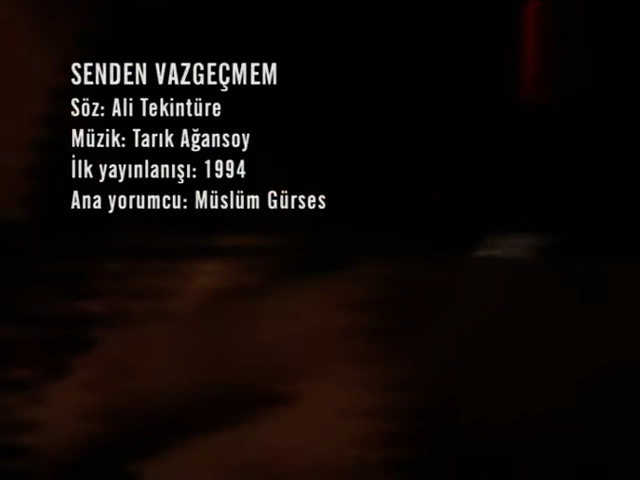 SENDEN VAZGEÇMEM
Söz: Ali Tekintüre
Müzik: Tarık Ağansoy
İlk yayınlanışı: 1994
Ana yorumcu: Müslüm Gürses